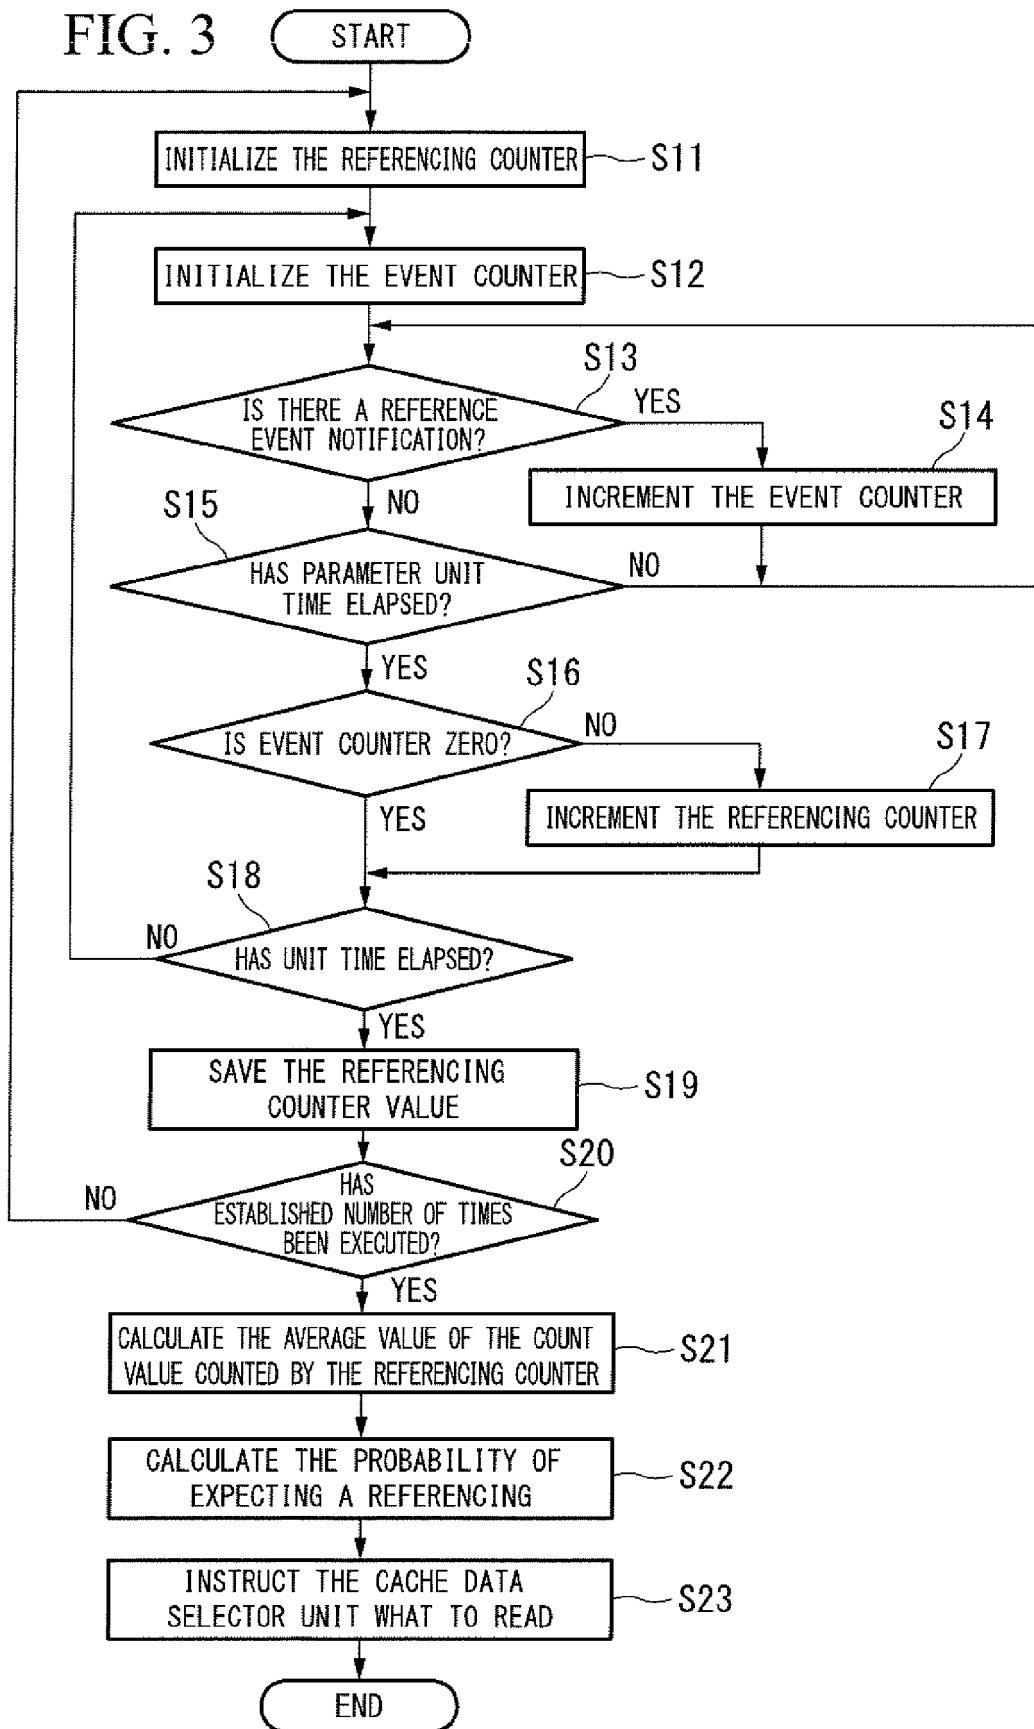 FIG. 3
START
INITIALIZE THE REFERENCING COUNTER
S11
INITIALIZE THE EVENT COUNTER
S12
S13
IS THERE A REFERENCE
EVENT NOTIFICATION?
YES
S14
INCREMENT THE EVENT COUNTER
NO
S15
HAS PARAMETER UNIT
TIME ELAPSED?
NO
YES
S16
IS EVENT COUNTER ZERO?
NO
S17
INCREMENT THE REFERENCING COUNTER
YES
S18
HAS UNIT TIME ELAPSED?
NO
YES
SAVE THE REFERENCING
COUNTER VALUE
S19
S20
HAS
ESTABLISHED NUMBER OF TIMES
BEEN EXECUTED?
NO
YES
CALCULATE THE AVERAGE VALUE OF THE COUNT
VALUE COUNTED BY THE REFERENCING COUNTER
S21
CALCULATE THE PROBABILITY OF
EXPECTING A REFERENCING
S22
INSTRUCT THE CACHE DATA
SELECTOR UNIT WHAT TO READ
S23
END